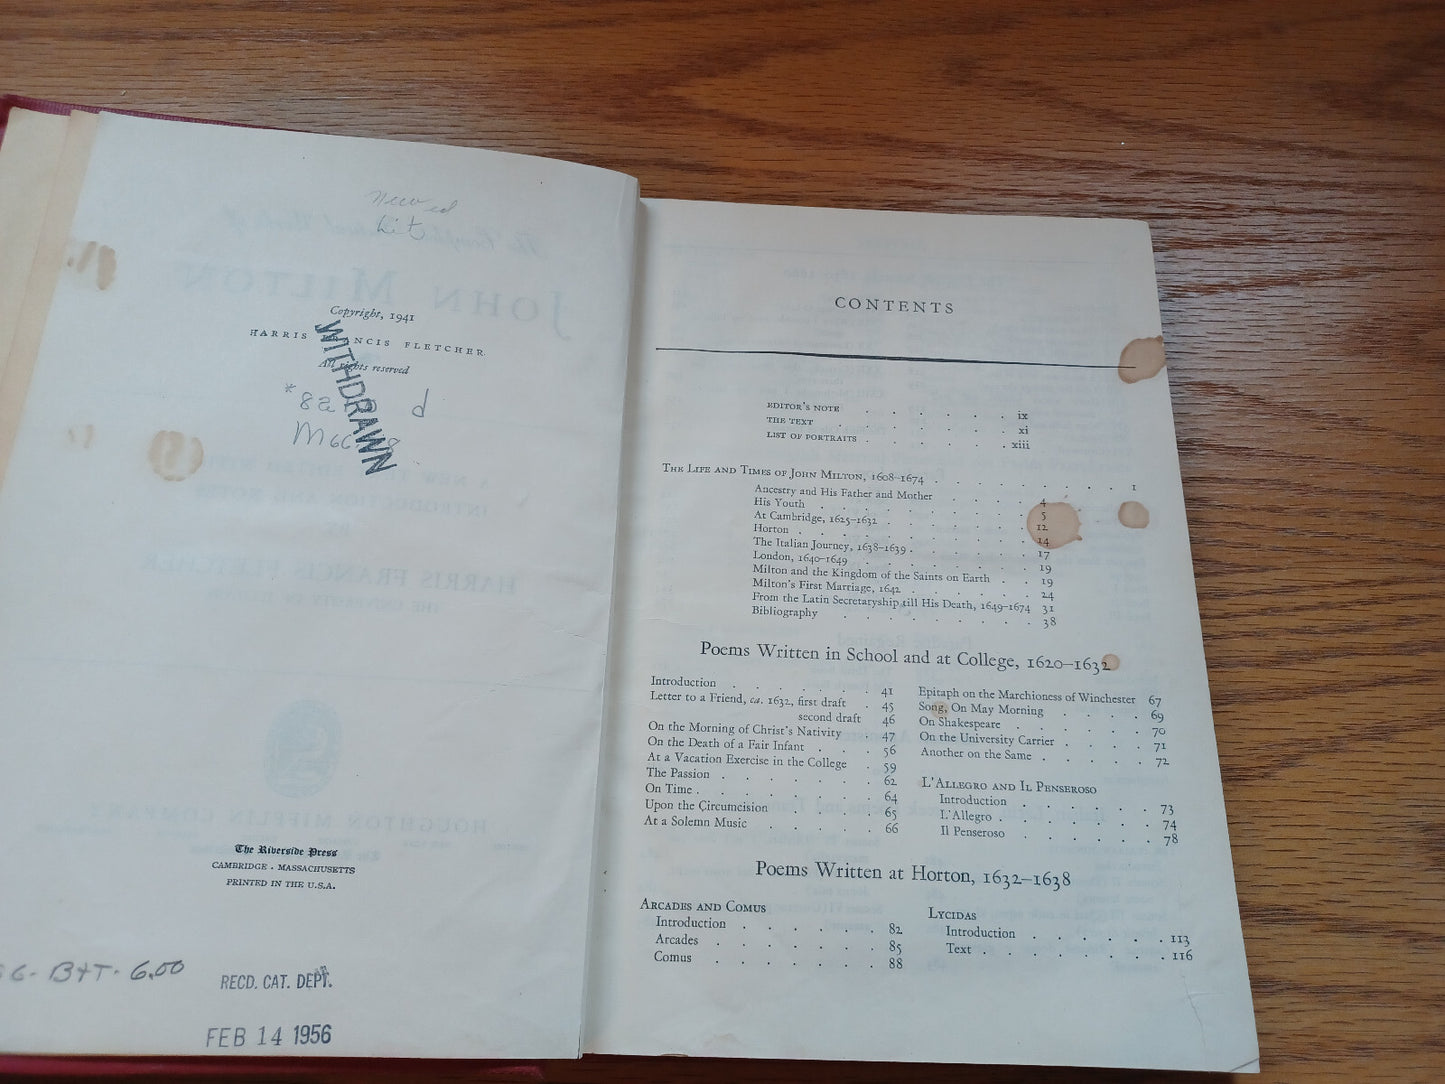 New ed
Lit
Copyright, 1941
HARRIS FRANCIS FLETCHER
All rights reserved
WITHDRAWN
*82 d
M66
The Riverside Press
CAMBRIDGE · MASSACHUSETTS
PRINTED IN THE U.S.A.
B+T · 6.00
RECD. CAT. DEPT.
FEB 14 1956
CONTENTS
EDITOR'S NOTE . . . . . . ix
THE TEXT . . . . . . xi
LIST OF PORTRAITS . . . . . xiii
THE LIFE AND TIMES OF JOHN MILTON, 1608–1674 . . . . . . . . 1
Ancestry and His Father and Mother . . . . 4
His Youth . . . . . . . . 5
At Cambridge, 1625–1632 . . . . . . 12
Horton . . . . . . . . 14
The Italian Journey, 1638–1639 . . . . . 17
London, 1640–1649 . . . . . . . 19
Milton and the Kingdom of the Saints on Earth . . 19
Milton's First Marriage, 1642 . . . . . 24
From the Latin Secretaryship till His Death, 1649–1674 31
Bibliography . . . . . . . 38
Poems Written in School and at College, 1620–1632
Introduction . . . . . . 41
Letter to a Friend, ca. 1632, first draft . 45
second draft . 46
On the Morning of Christ's Nativity . 47
On the Death of a Fair Infant . . . 56
At a Vacation Exercise in the College . 59
The Passion . . . . . . 62
On Time . . . . . . . 64
Upon the Circumcision . . . . 65
At a Solemn Music . . . . . 66
Epitaph on the Marchioness of Winchester 67
Song, On May Morning . . . . 69
On Shakespeare . . . . . 70
On the University Carrier . . . . 71
Another on the Same . . . . . 72
L'ALLEGRO AND IL PENSEROSO
Introduction . . . . . . 73
L'Allegro . . . . . . 74
Il Penseroso . . . . . . 78
Poems Written at Horton, 1632–1638
ARCADES AND COMUS
Introduction . . . . . . 82
Arcades . . . . . . 85
Comus . . . . . . 88
LYCIDAS
Introduction . . . . . . 113
Text . . . . . . . . 116